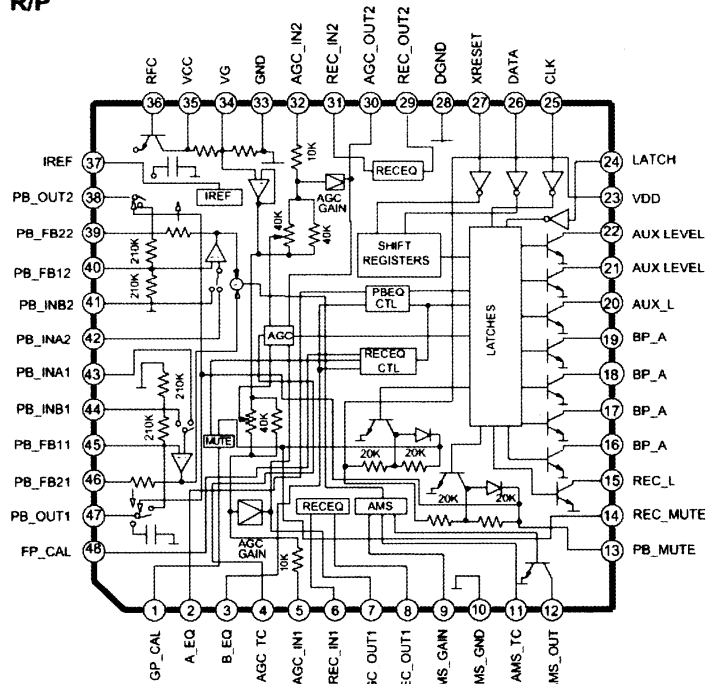 R/P
RFC
VCC
VG
GND
AGC_IN2
REC_IN2
AGC_OUT2
REC_OUT2
DGND
XRESET
DATA
CLK
36
35
34
33
32
31
30
29
28
27
26
25
IREF
37
PB_OUT2
38
PB_FB22
39
PB_FB12
40
PB_INB2
41
PB_INA2
42
PB_INA1
43
PB_INB1
44
PB_FB11
45
PB_FB21
46
PB_OUT1
47
FP_CAL
48
24
LATCH
23
VDD
22
AUX LEVEL
21
AUX LEVEL
20
AUX_L
19
BP_A
18
BP_A
17
BP_A
16
BP_A
15
REC_L
14
REC_MUTE
13
PB_MUTE
10K
IREF
AGC
GAIN
RECEQ
40K
40K
210K
210K
SHIFT
REGISTERS
PBEQ
CTL
LATCHES
AGC
RECEQ
CTL
210K
210K
MUTE
40K
20K
20K
20K
20K
RECEQ
AMS
AGC
GAIN
10K
1
2
3
4
5
6
7
8
9
10
11
12
GP_CAL
A_EQ
B_EQ
AGC_TC
AGC_IN1
REC_IN1
GC_OUT1
EC_OUT1
MS_GAIN
MS_GND
AMS_TC
MS_OUT